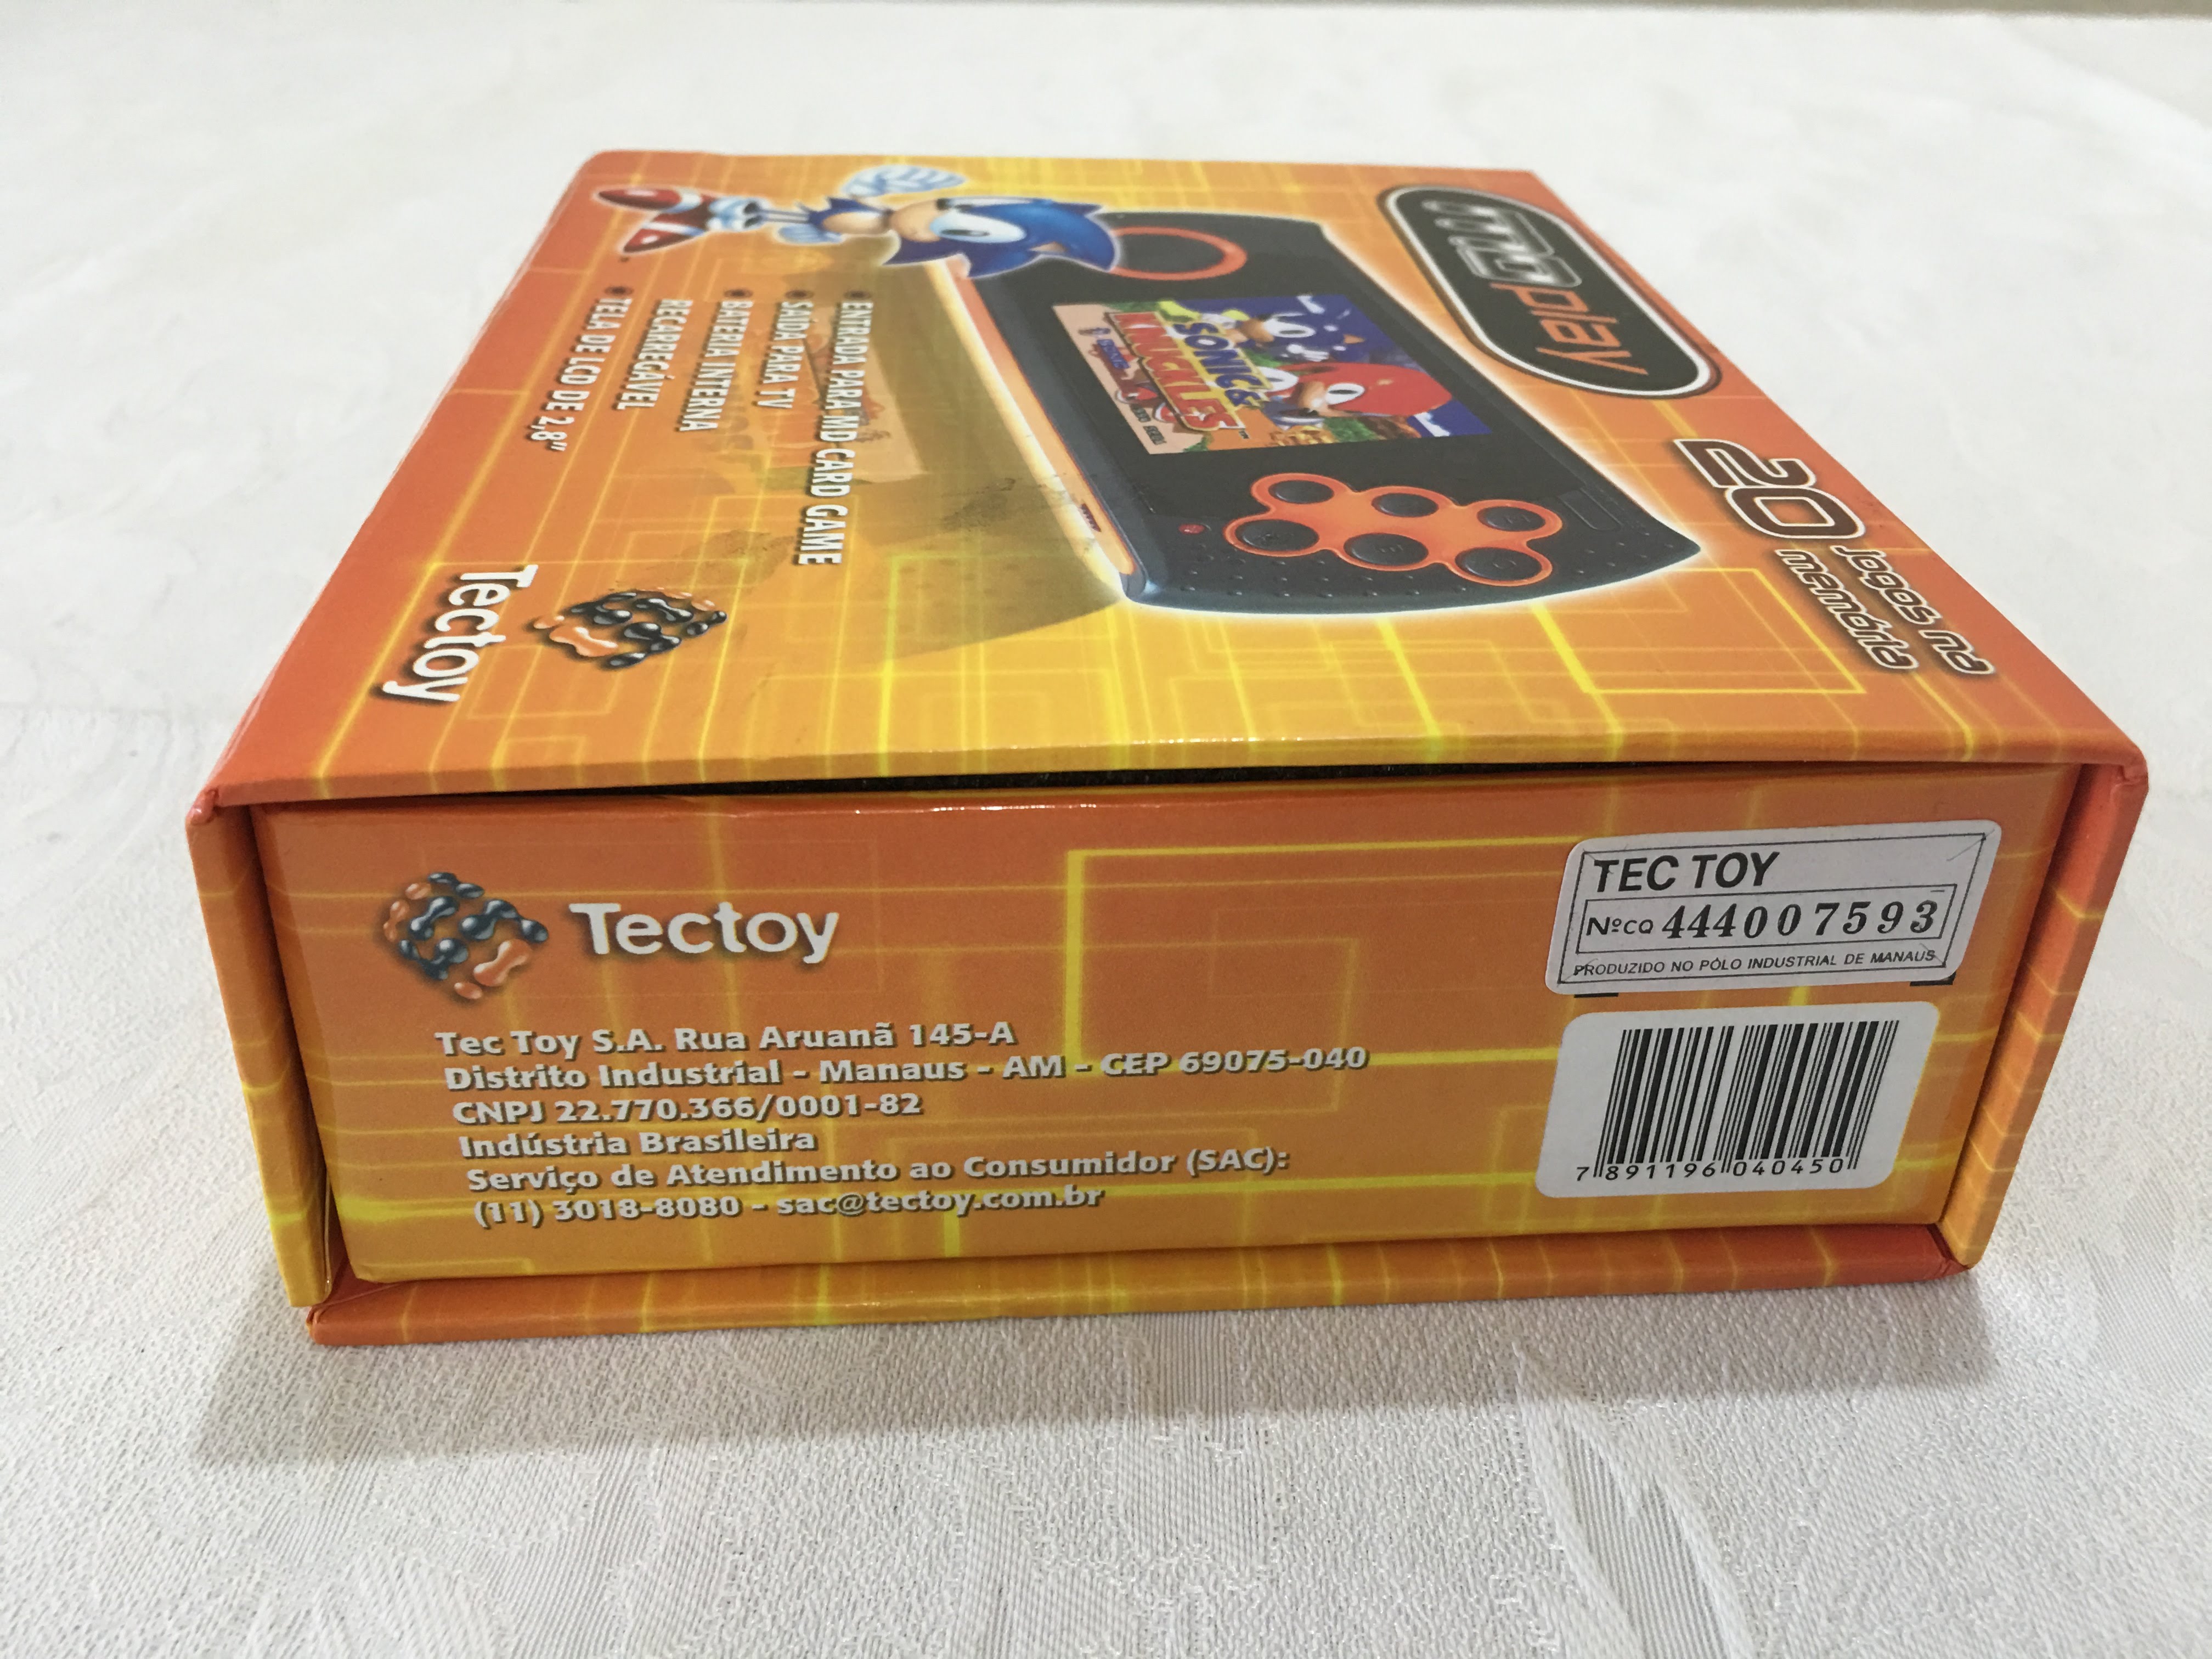 MDplay
20
jogos na
memória
SONIC &
KNUCKLES
ENTRADA PARA MD CARD GAME
SAÍDA PARA TV
BATERIA INTERNA
RECARREGÁVEL
TELA DE LCD DE 2,8"
Tectoy
Tectoy
Tec Toy S.A. Rua Aruanã 145-A
Distrito Industrial - Manaus - AM - CEP 69075-040
CNPJ 22.770.366/0001-82
Indústria Brasileira
Serviço de Atendimento ao Consumidor (SAC):
(11) 3018-8080 - sac@tectoy.com.br
TEC TOY
Nº CQ 444007593
PRODUZIDO NO PÓLO INDUSTRIAL DE MANAUS
7 891196 040450